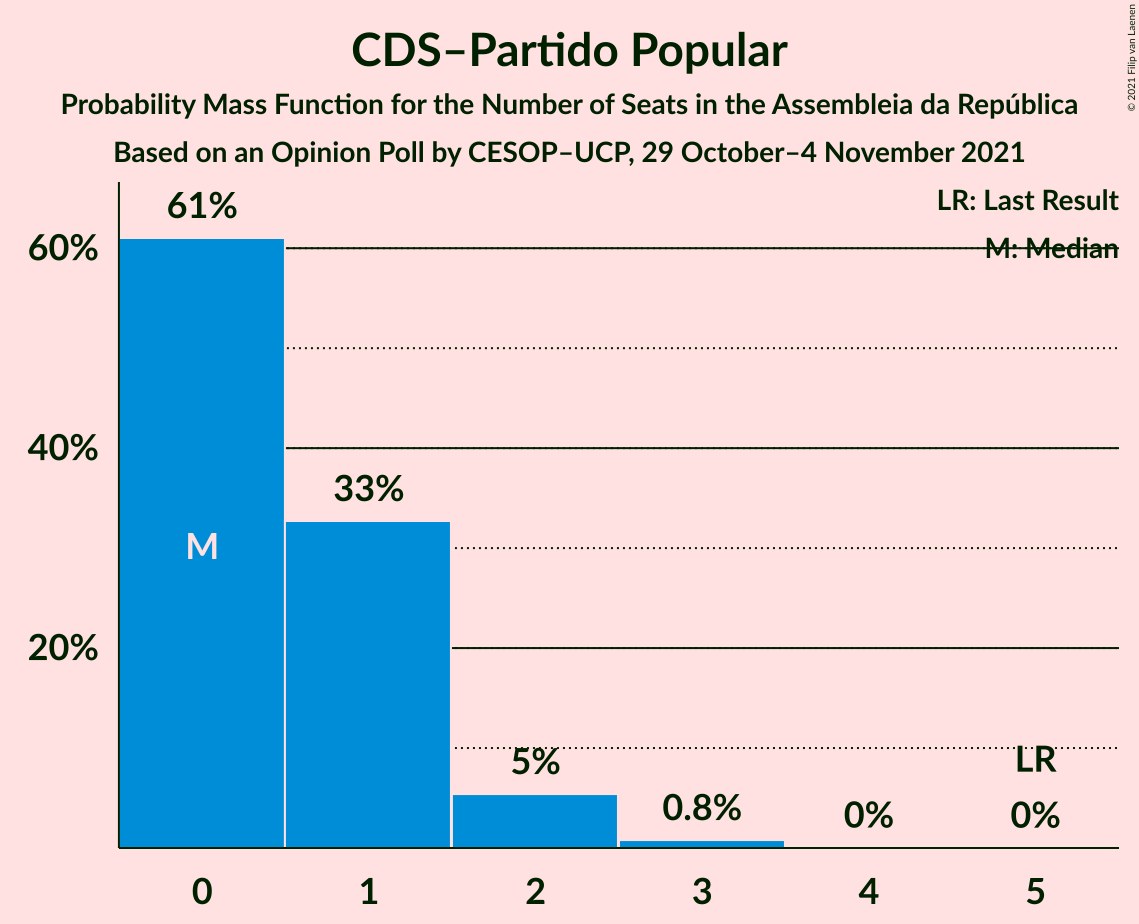 CDS–Partido Popular
Probability Mass Function for the Number of Seats in the Assembleia da República
Based on an Opinion Poll by CESOP–UCP, 29 October–4 November 2021
© 2021 Filip van Laenen
LR: Last Result
M: Median
61%
60%
40%
33%
M
20%
5%
LR
0.8%
0%
0%
0 1 2 3 4 5